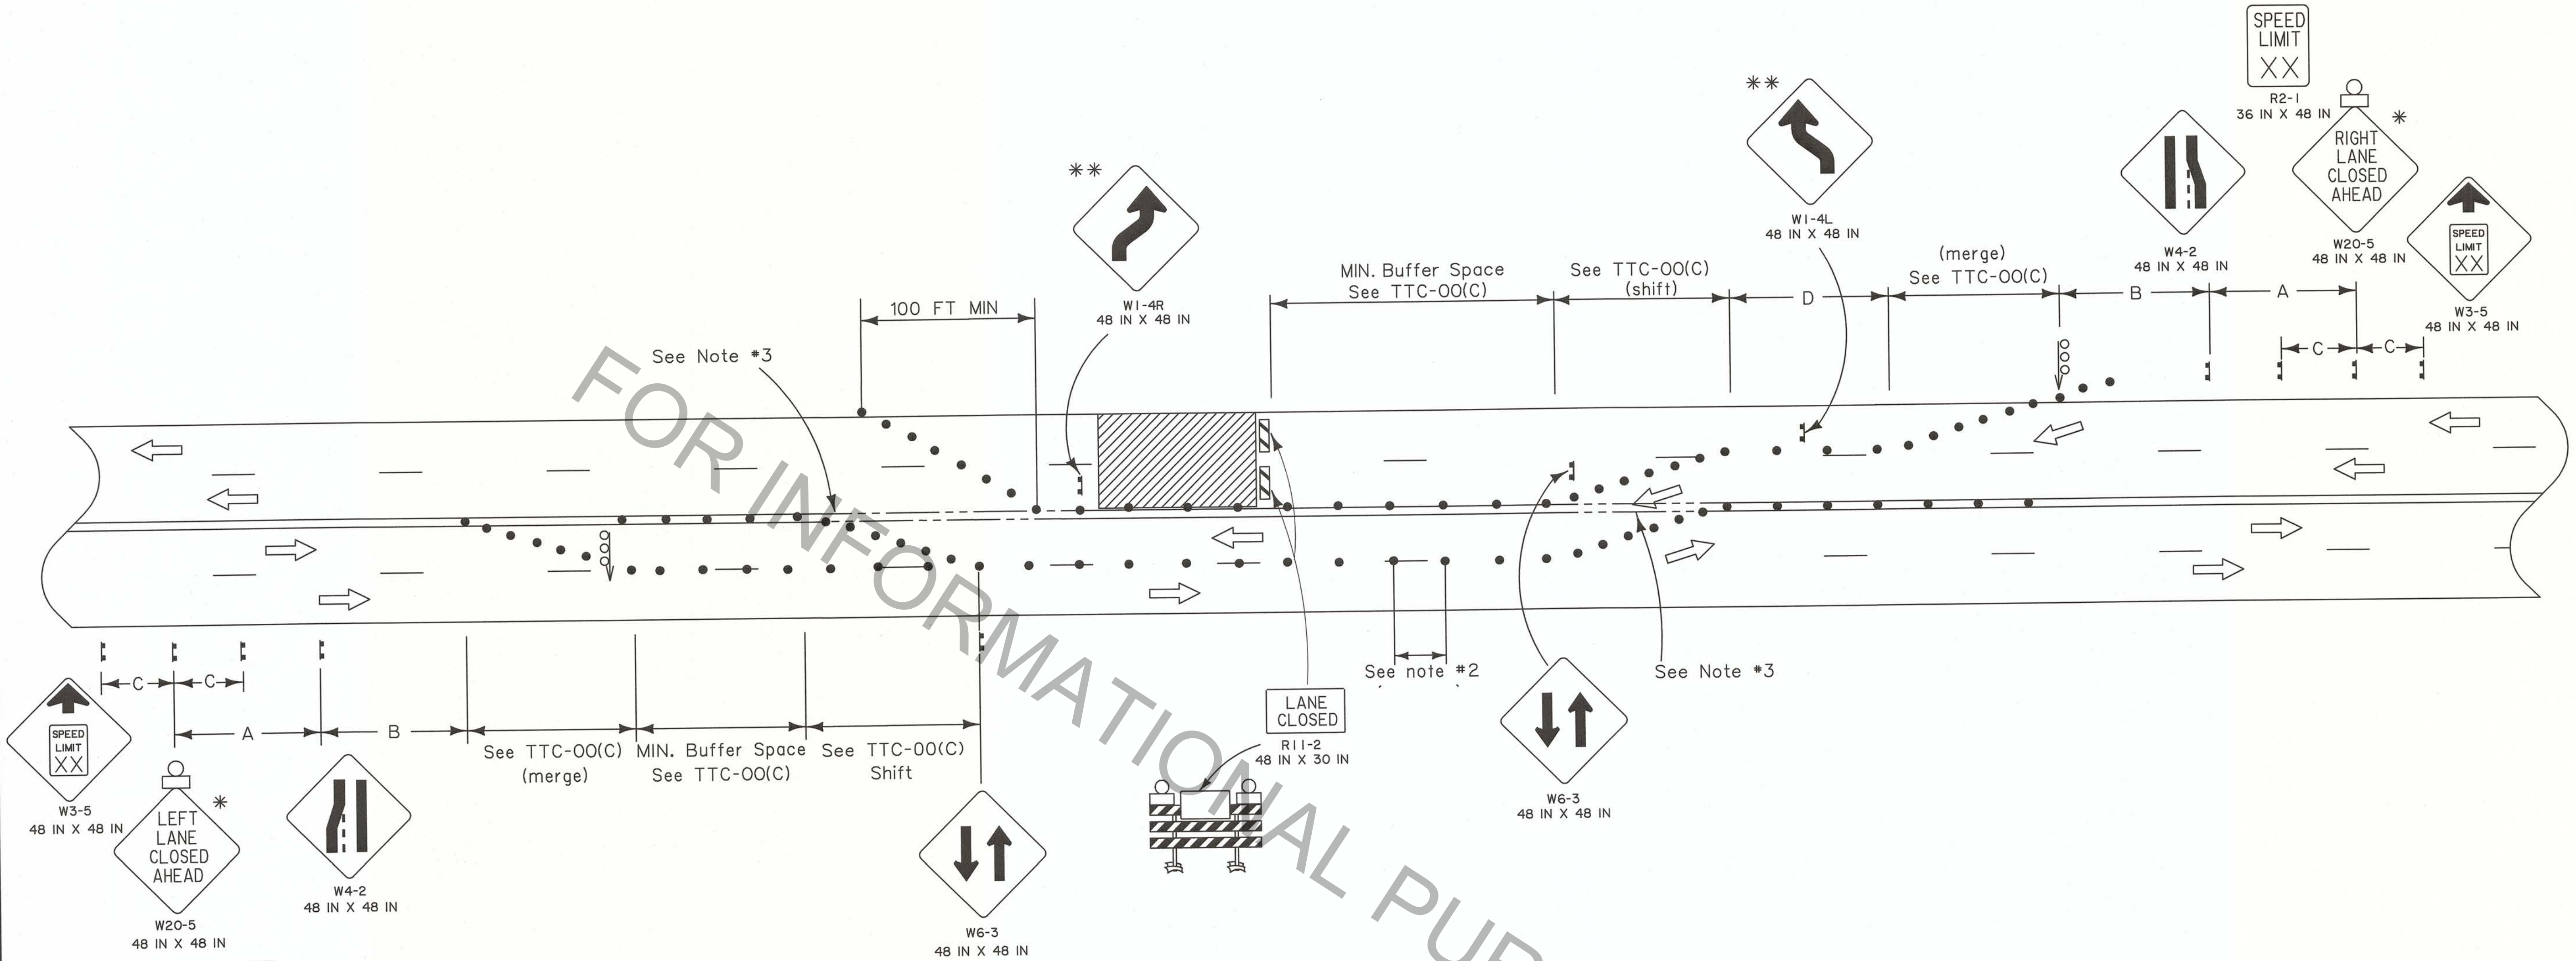 SPEED
LIMIT
XX
R2-1
36 IN X 48 IN
**
W1-4L
48 IN X 48 IN
*
RIGHT
LANE
CLOSED
AHEAD
W20-5
48 IN X 48 IN
W4-2
48 IN X 48 IN
SPEED
LIMIT
XX
W3-5
48 IN X 48 IN
**
W1-4R
48 IN X 48 IN
100 FT MIN
MIN. Buffer Space
See TTC-00(C)
See TTC-00(C)
(shift)
D
(merge)
See TTC-00(C)
B
A
C
C
See Note #3
FOR INFORMATIONAL PUR
C
C
A
B
See TTC-00(C)
(merge)
MIN. Buffer Space
See TTC-00(C)
See TTC-00(C)
Shift
See note #2
See Note #3
LANE
CLOSED
R11-2
48 IN X 30 IN
W6-3
48 IN X 48 IN
SPEED
LIMIT
XX
W3-5
48 IN X 48 IN
*
LEFT
LANE
CLOSED
AHEAD
W20-5
48 IN X 48 IN
W4-2
48 IN X 48 IN
W6-3
48 IN X 48 IN